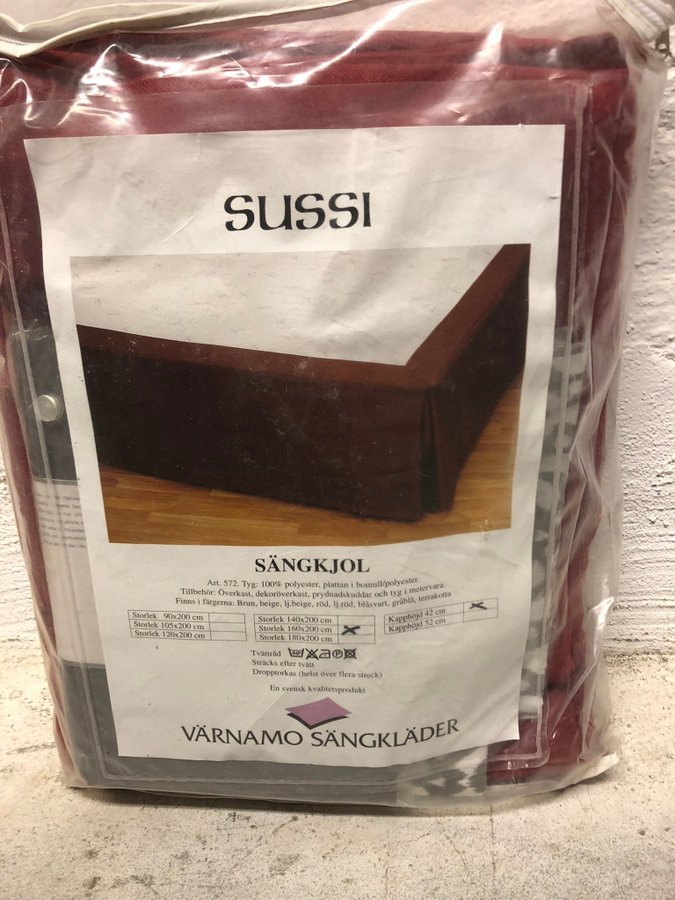 SUSSI
SÄNGKJOL
Art. 572. Tyg: 100% polyester, plattan i bomull/polyester.
Tillbehör: Överkast, dekoröverkast, prydnadskuddar och tyg i metervara.
Finns i färgerna: Brun, beige, lj.beige, röd, lj.röd, blåsvart, gråblå, terrakotta
Storlek 90x200 cm
Storlek 105x200 cm
Storlek 120x200 cm
Storlek 140x200 cm
Storlek 160x200 cm
Storlek 180x200 cm
Kapphöjd 42 cm
Kapphöjd 52 cm
Tvättråd
Sträcks efter tvätt
Dropptorkas (helst över flera streck)
En svensk kvalitetsprodukt
VÄRNAMO SÄNGKLÄDER